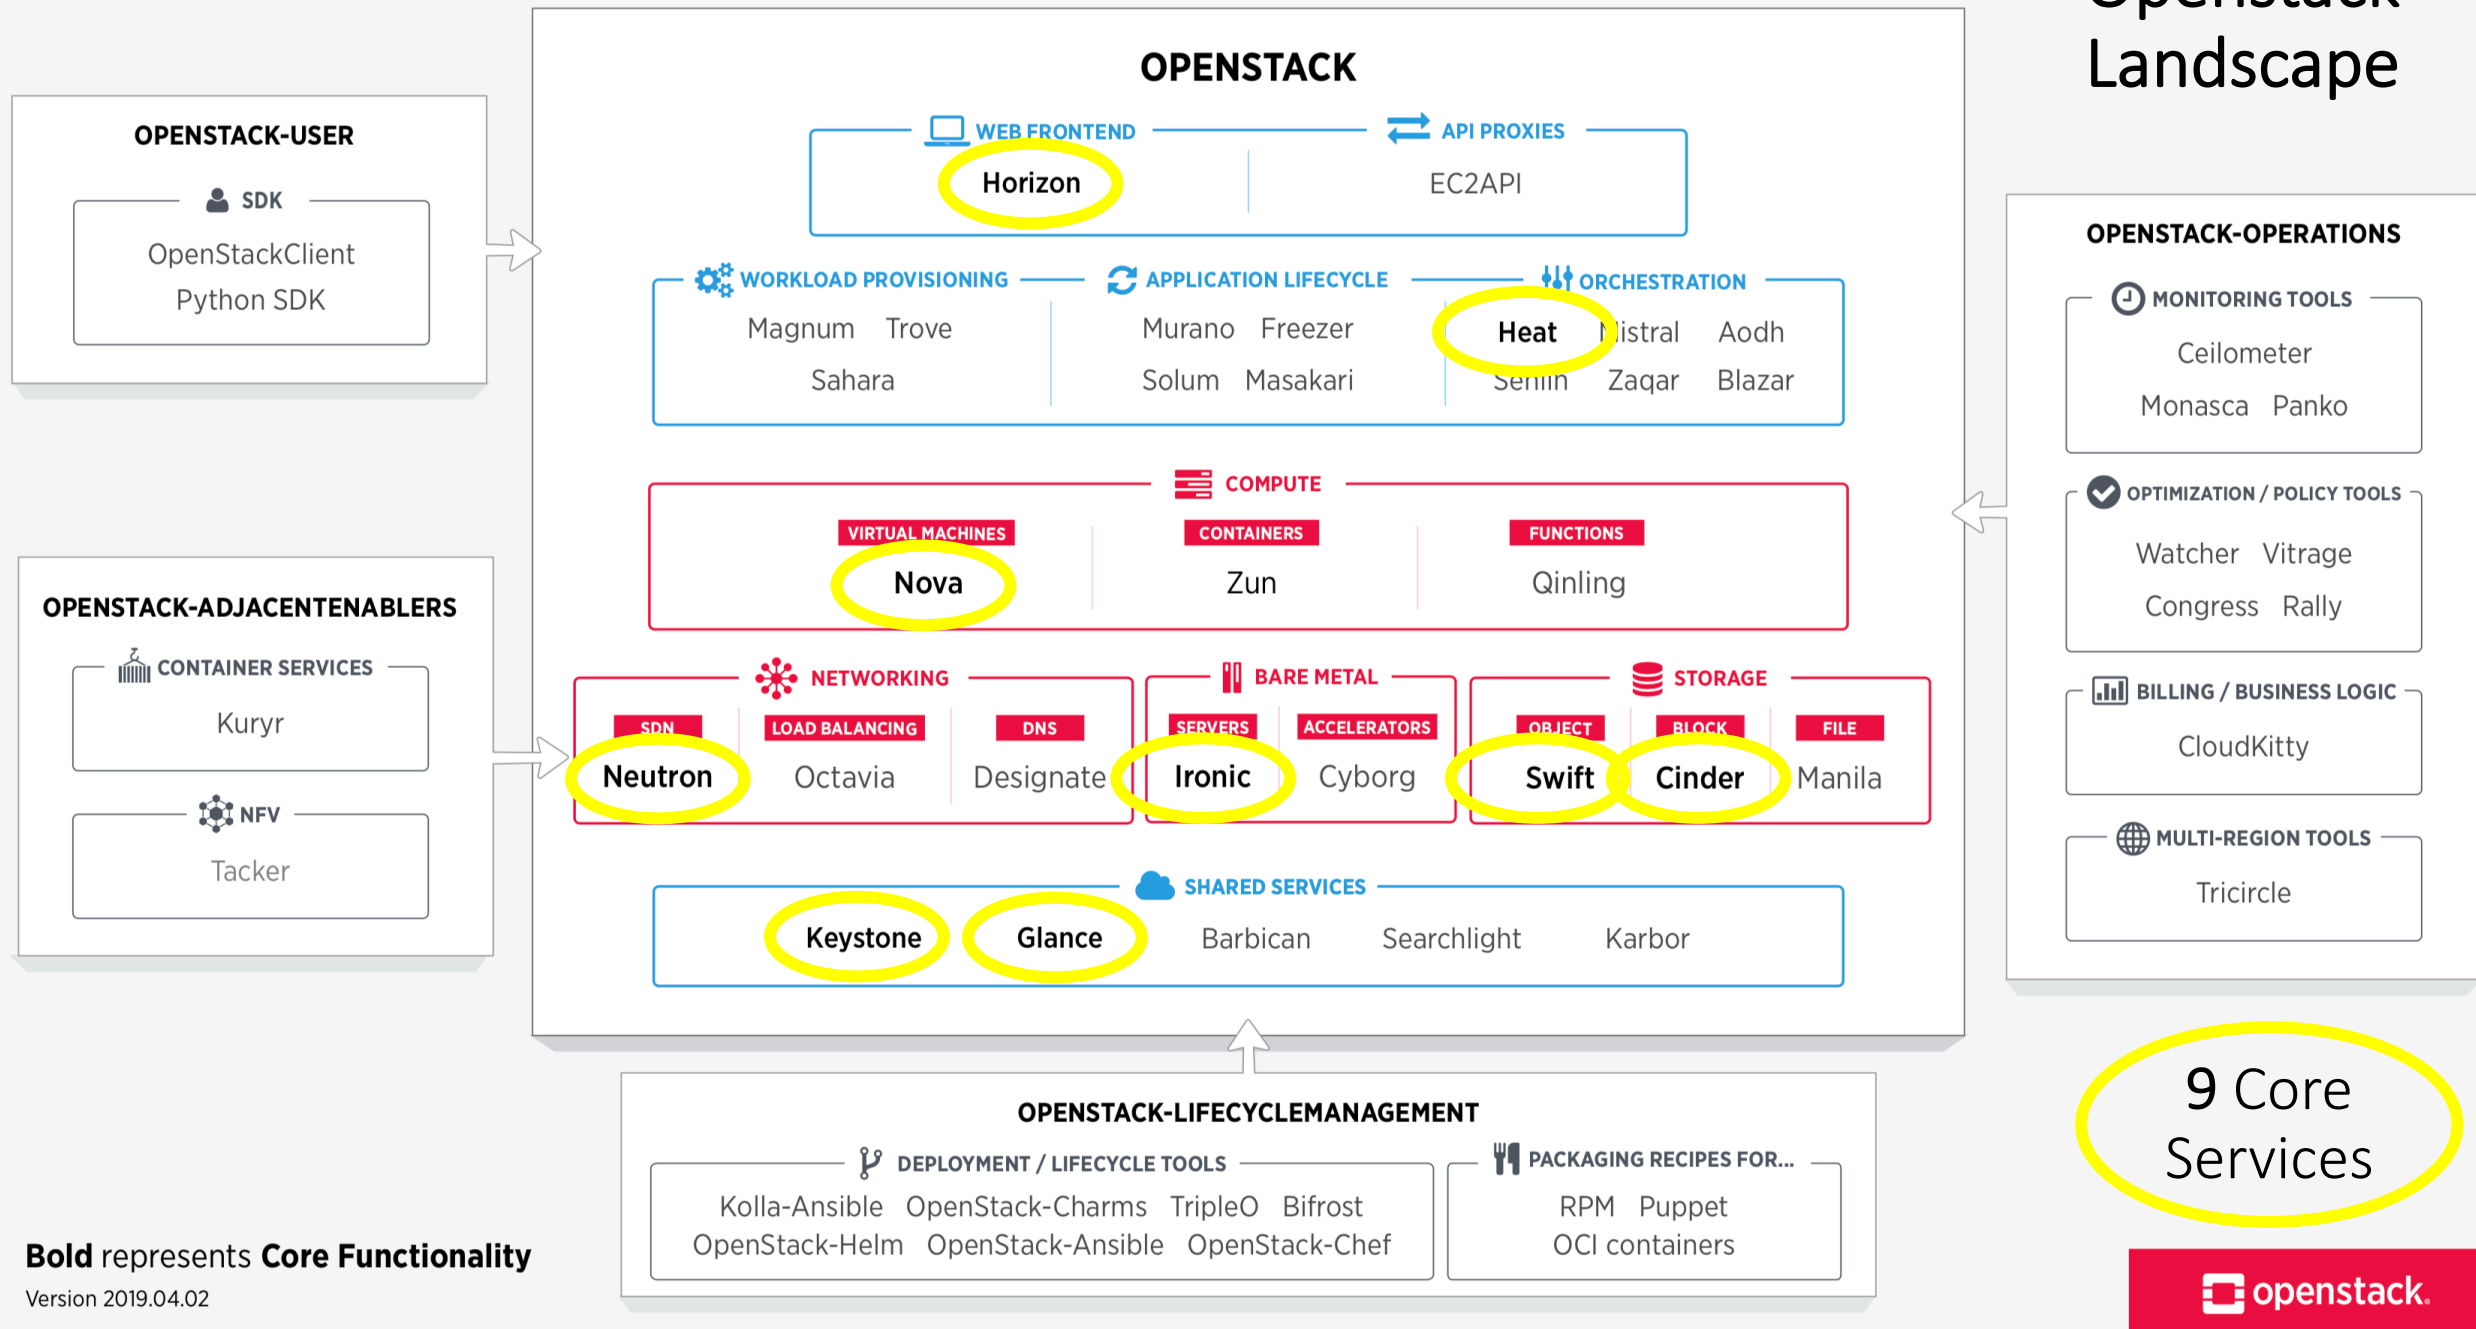 Openstack
Landscape
OPENSTACK
WEB FRONTEND
API PROXIES
Horizon
EC2API
WORKLOAD PROVISIONING
APPLICATION LIFECYCLE
ORCHESTRATION
Magnum Trove
Sahara
Murano Freezer
Solum Masakari
Heat Mistral Aodh
Senlin Zaqar Blazar
COMPUTE
VIRTUAL MACHINES
CONTAINERS
FUNCTIONS
Nova
Zun
Qinling
NETWORKING
SDN
LOAD BALANCING
DNS
Neutron
Octavia
Designate
BARE METAL
SERVERS
ACCELERATORS
Ironic
Cyborg
STORAGE
OBJECT
BLOCK
FILE
Swift
Cinder
Manila
SHARED SERVICES
Keystone Glance Barbican Searchlight Karbor
OPENSTACK-USER
SDK
OpenStackClient
Python SDK
OPENSTACK-ADJACENTENABLERS
CONTAINER SERVICES
Kuryr
NFV
Tacker
OPENSTACK-OPERATIONS
MONITORING TOOLS
Ceilometer
Monasca Panko
OPTIMIZATION / POLICY TOOLS
Watcher Vitrage
Congress Rally
BILLING / BUSINESS LOGIC
CloudKitty
MULTI-REGION TOOLS
Tricircle
OPENSTACK-LIFECYCLEMANAGEMENT
DEPLOYMENT / LIFECYCLE TOOLS
Kolla-Ansible OpenStack-Charms TripleO Bifrost
OpenStack-Helm OpenStack-Ansible OpenStack-Chef
PACKAGING RECIPES FOR...
RPM Puppet
OCI containers
9 Core
Services
Bold represents Core Functionality
Version 2019.04.02
openstack.